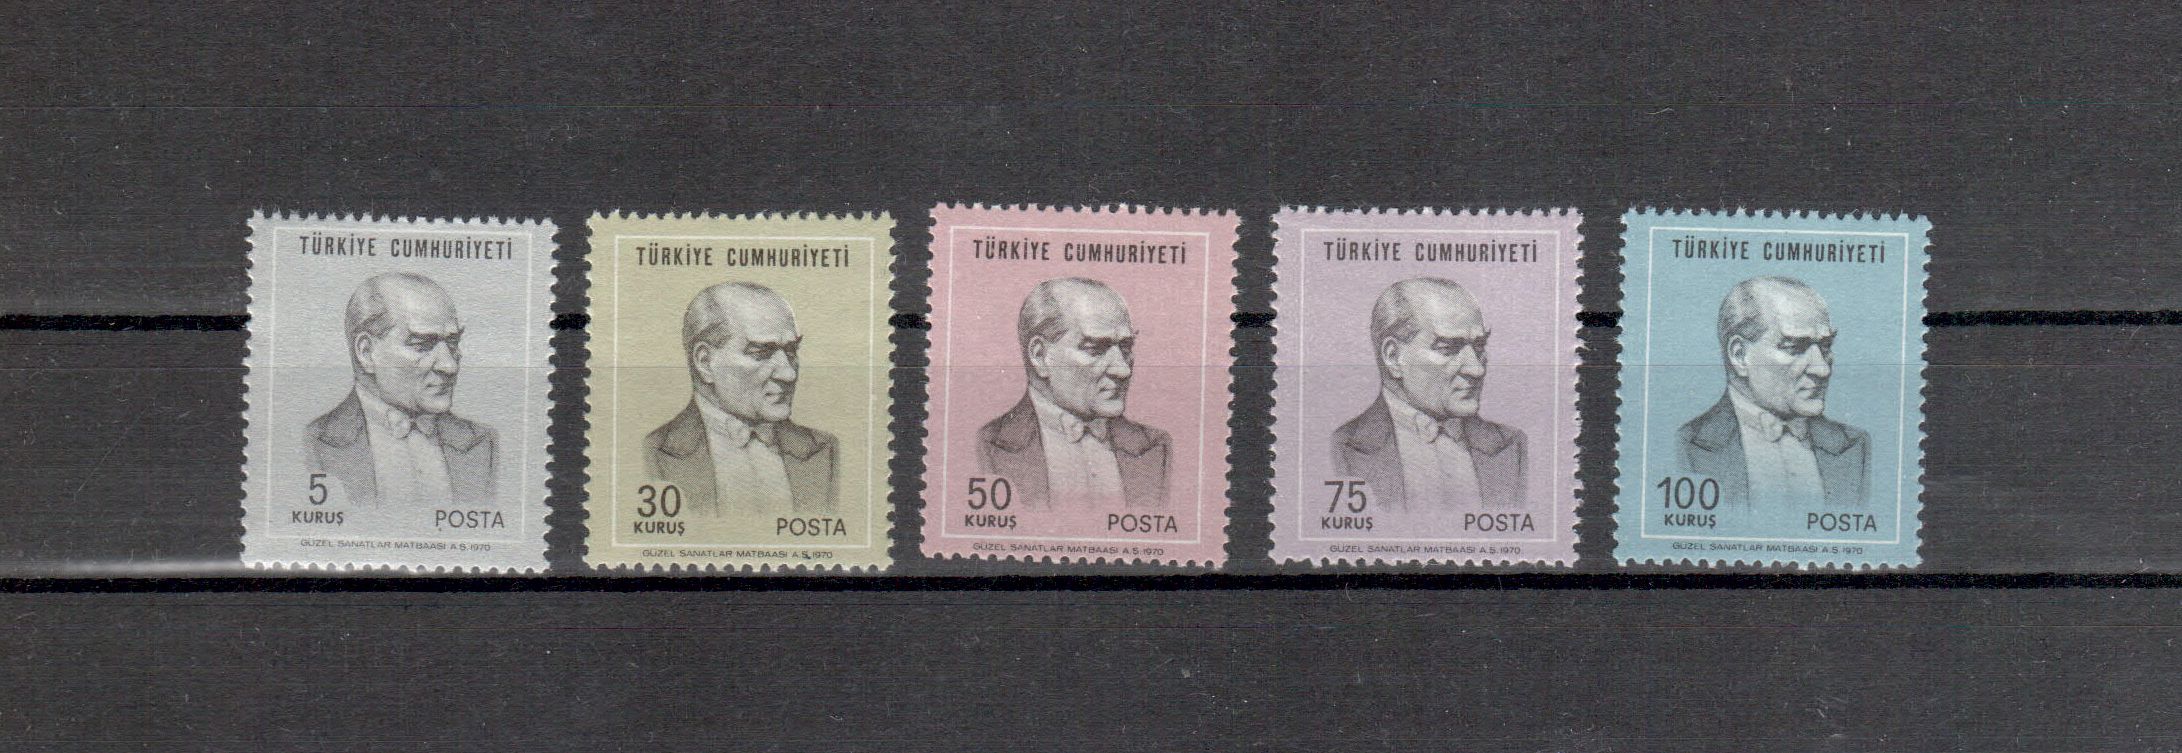 TÜRKİYE CUMHURİYETİ
5
KURUŞ
POSTA
GÜZEL SANATLAR MATBAASI A.Ş.1970
TÜRKİYE CUMHURİYETİ
30
KURUŞ
POSTA
GÜZEL SANATLAR MATBAASI A.Ş.1970
TÜRKİYE CUMHURİYETİ
50
KURUŞ
POSTA
GÜZEL SANATLAR MATBAASI A.Ş.1970
TÜRKİYE CUMHURİYETİ
75
KURUŞ
POSTA
GÜZEL SANATLAR MATBAASI A.Ş.1970
TÜRKİYE CUMHURİYETİ
100
KURUŞ
POSTA
GÜZEL SANATLAR MATBAASI A.Ş.1970